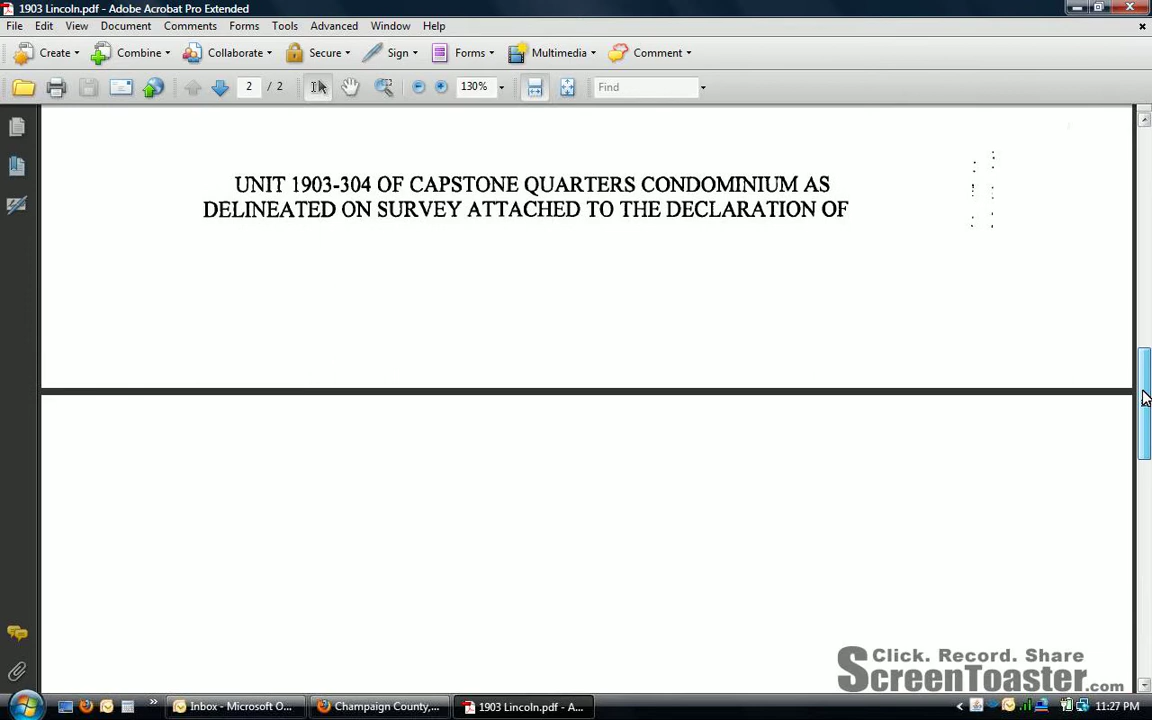 1903 Lincoln.pdf - Adobe Acrobat Pro Extended
File Edit View Document Comments Forms Tools Advanced Window Help
Create Combine Collaborate Secure Sign Forms Multimedia Comment
2 / 2 130% Find
UNIT 1903-304 OF CAPSTONE QUARTERS CONDOMINIUM AS
DELINEATED ON SURVEY ATTACHED TO THE DECLARATION OF
Click. Record. Share
ScreenToaster.com
Inbox - Microsoft O... Champaign County,... 1903 Lincoln.pdf - A... 11:27 PM